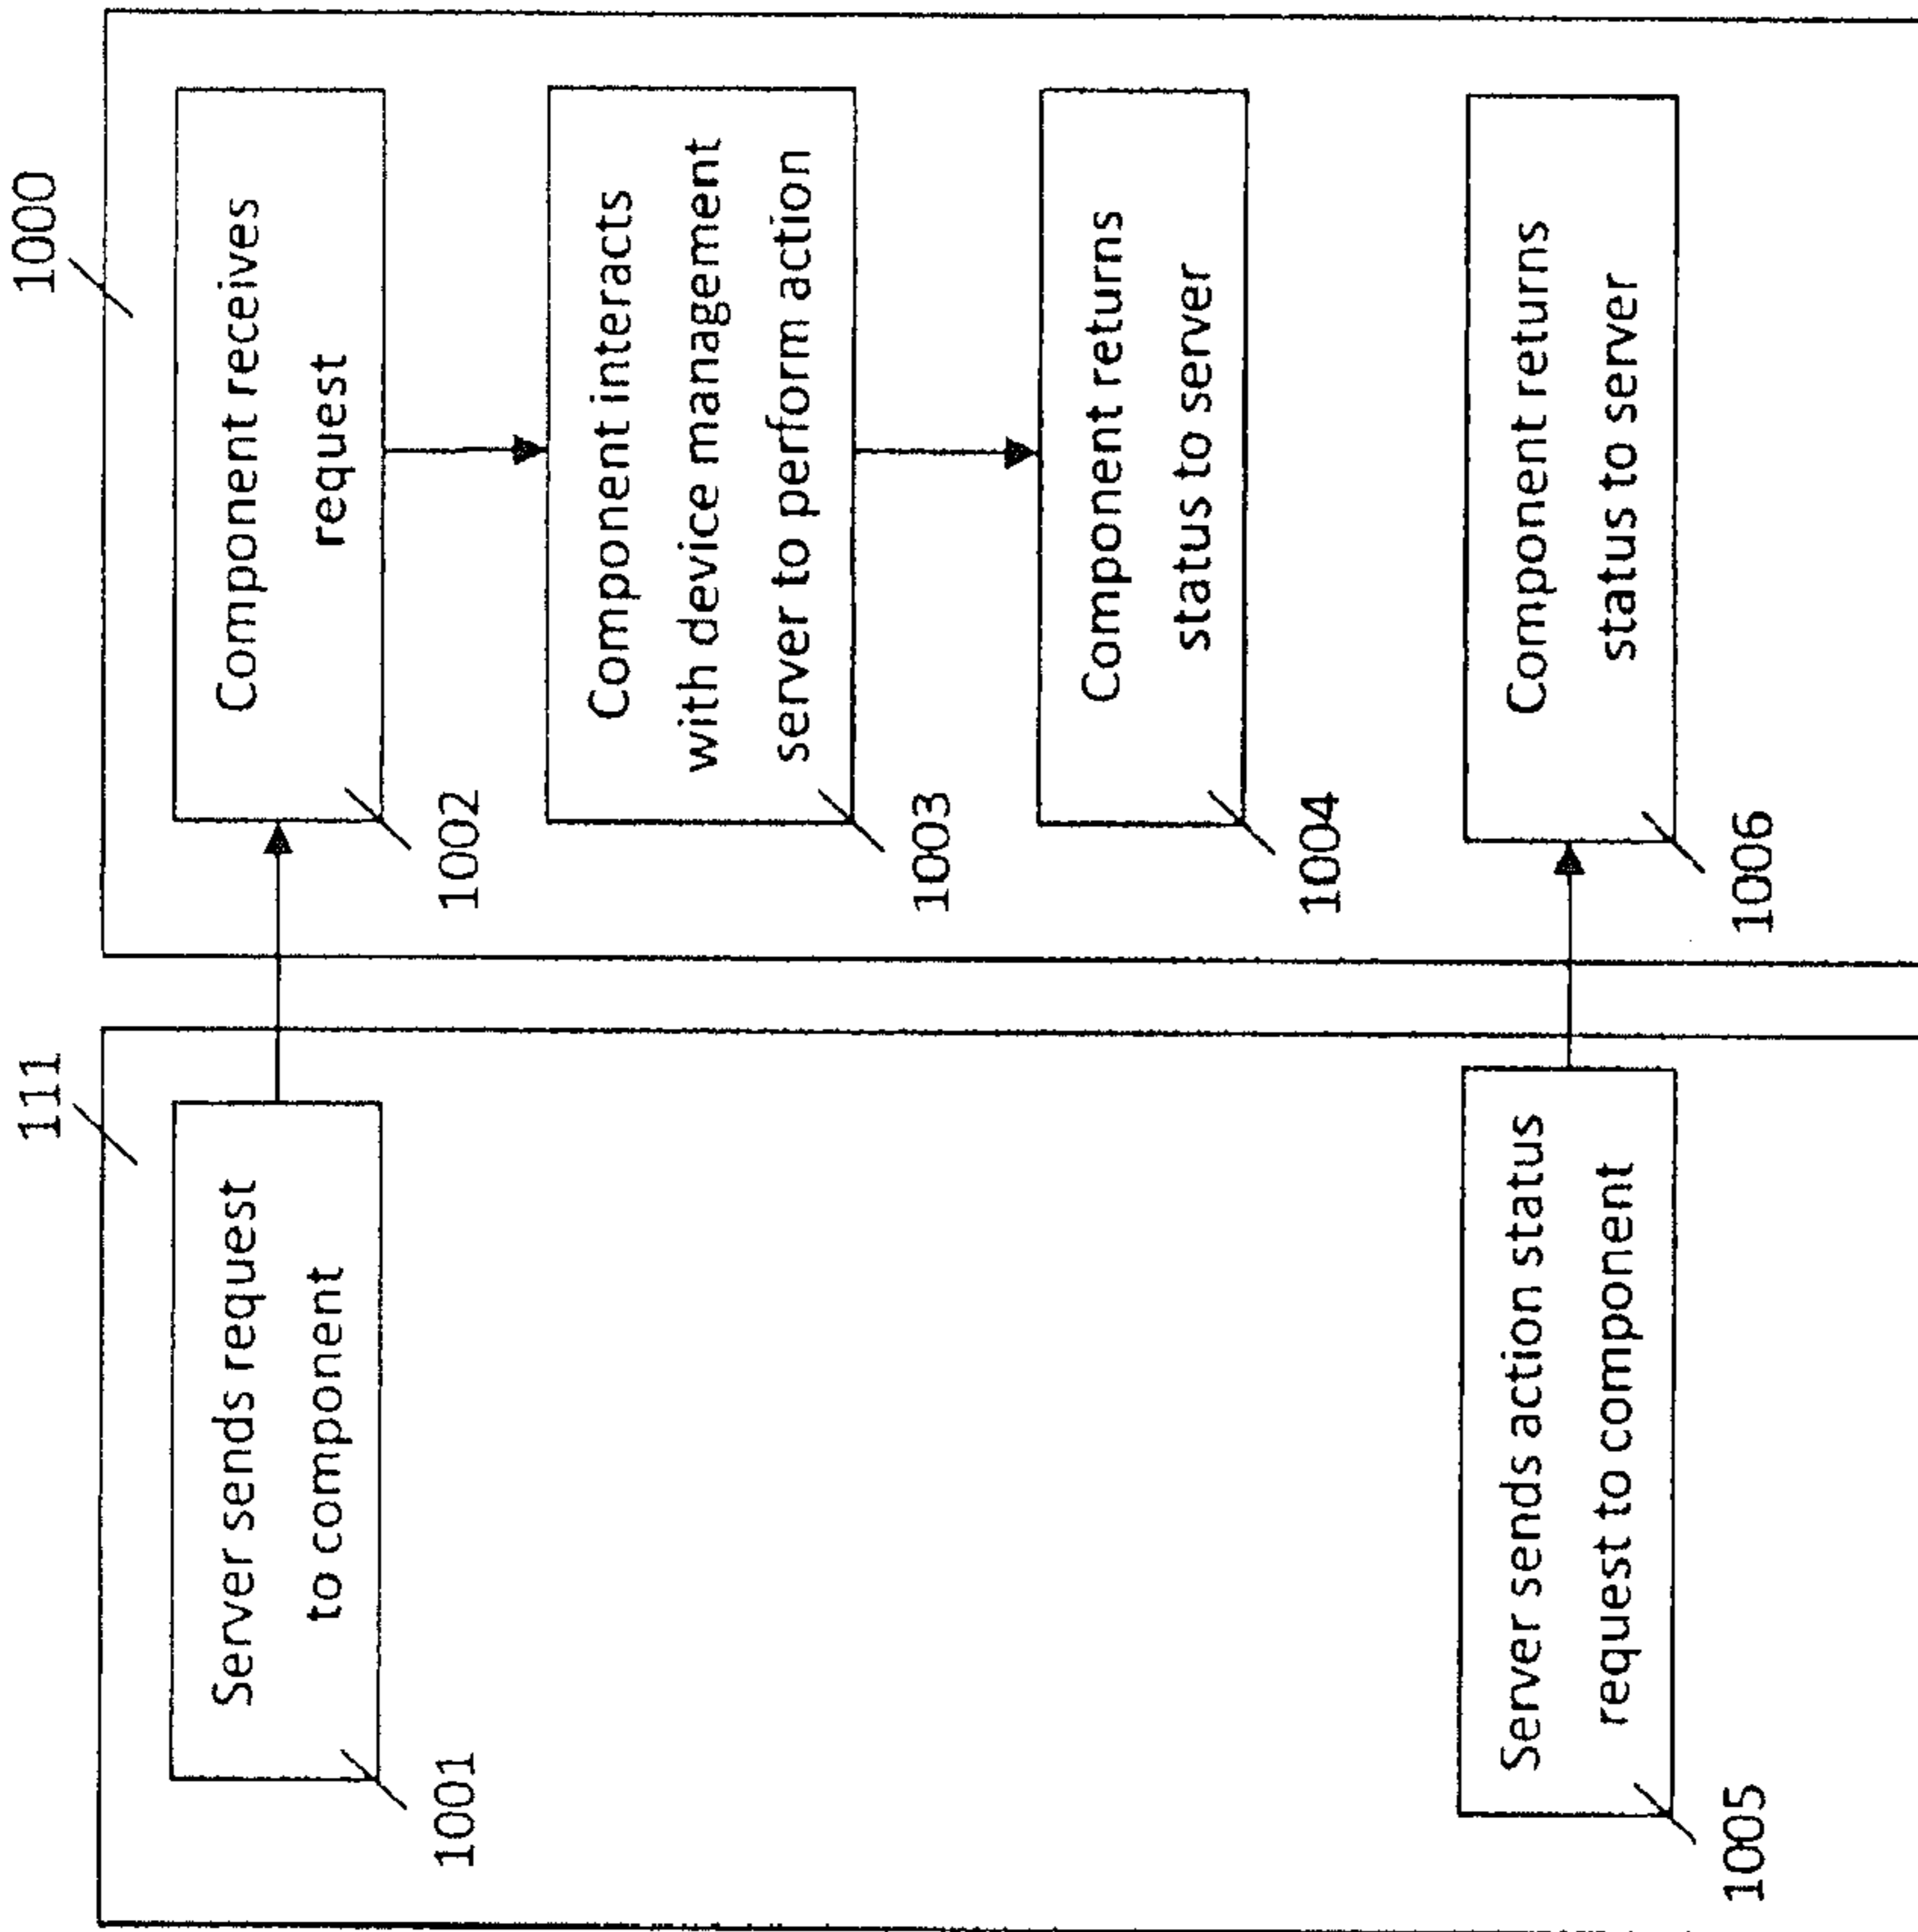 111
1000
Server sends request
to component
1001
Component receives
request
1002
Component interacts
with device management
server to perform action
1003
Component returns
status to server
1004
Server sends action status
request to component
1005
Component returns
status to server
1006